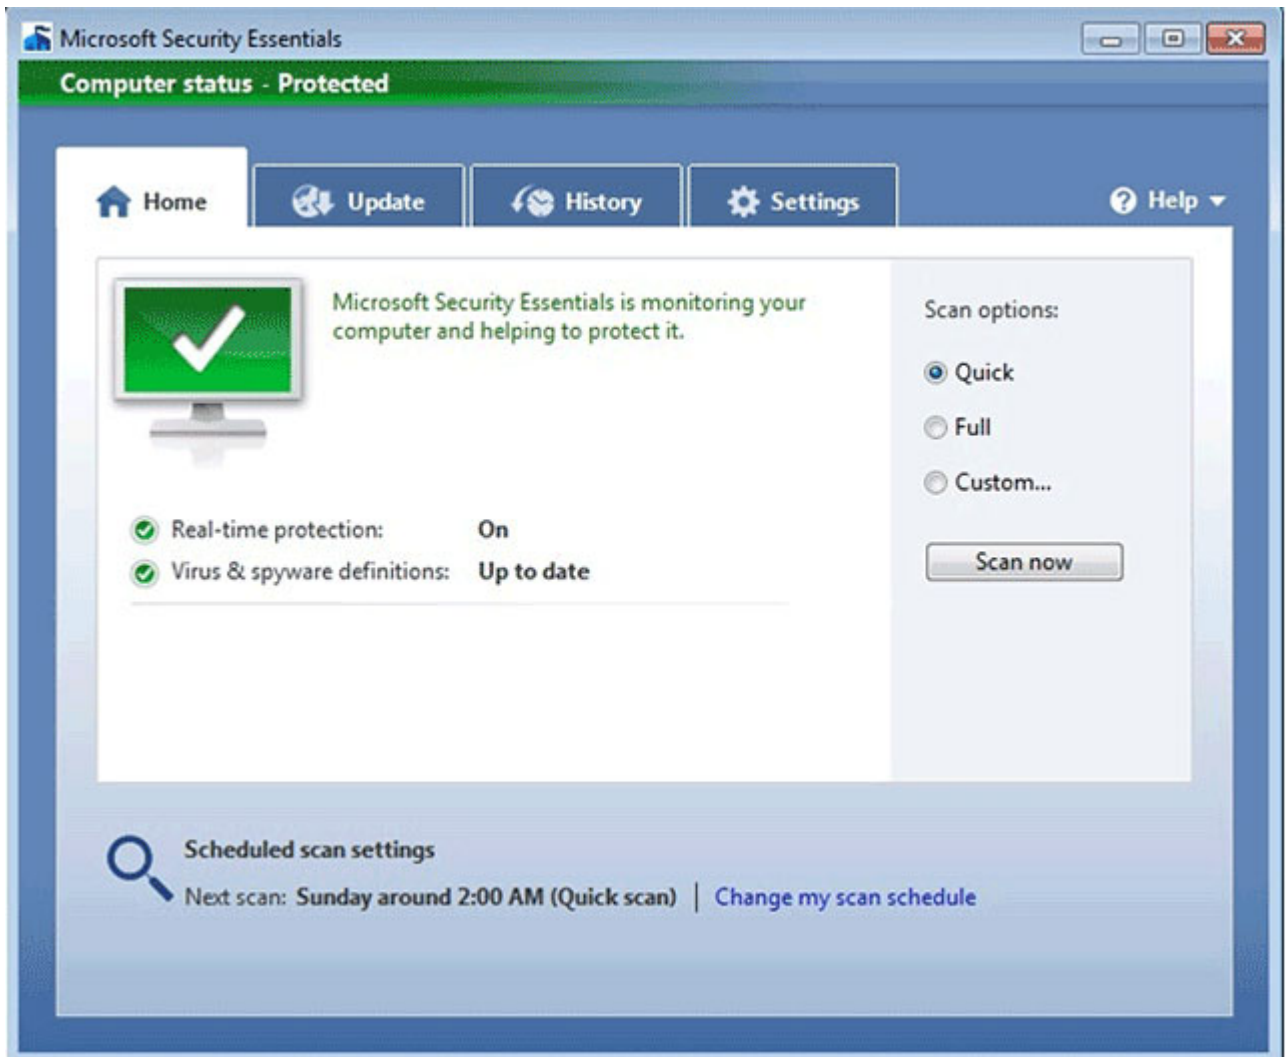 Microsoft Security Essentials
Computer status - Protected
Home
Update
History
Settings
Help
Microsoft Security Essentials is monitoring your
computer and helping to protect it.
Real-time protection: On
Virus & spyware definitions: Up to date
Scan options:
Quick
Full
Custom...
Scan now
Scheduled scan settings
Next scan: Sunday around 2:00 AM (Quick scan) | Change my scan schedule